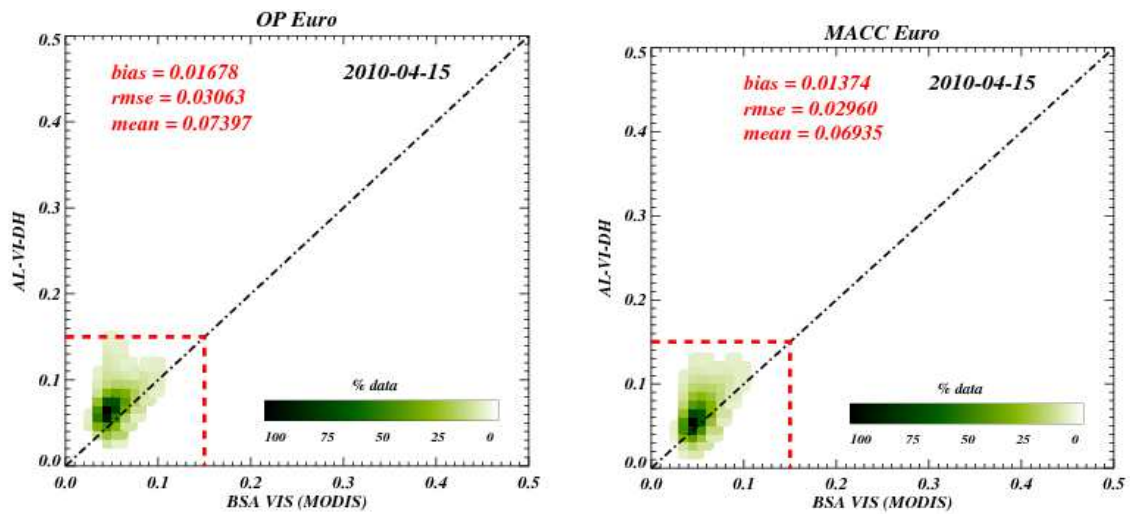 OP Euro
bias = 0.01678
rmse = 0.03063
mean = 0.07397
2010-04-15
AL-VI-DH
0.5
0.4
0.3
0.2
0.1
0.0
% data
100 75 50 25 0
0.0 0.1 0.2 0.3 0.4 0.5
BSA VIS (MODIS)
MACC Euro
bias = 0.01374
rmse = 0.02960
mean = 0.06935
2010-04-15
AL-VI-DH
0.5
0.4
0.3
0.2
0.1
0.0
% data
100 75 50 25 0
0.0 0.1 0.2 0.3 0.4 0.5
BSA VIS (MODIS)